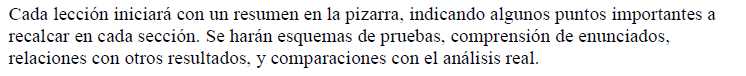 Cada lección iniciará con un resumen en la pizarra, indicando algunos puntos importantes a
recalcar en cada sección. Se harán esquemas de pruebas, comprensión de enunciados,
relaciones con otros resultados, y comparaciones con el análisis real.